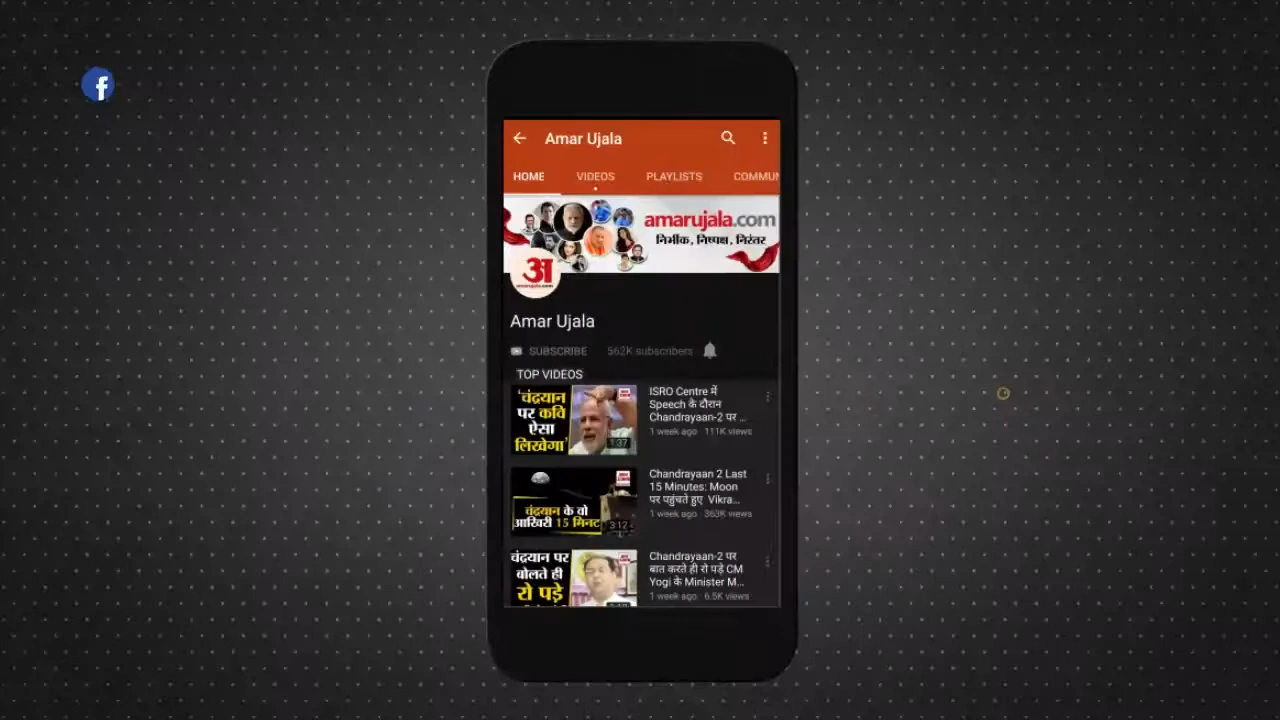 f
Amar Ujala
HOME VIDEOS PLAYLISTS COMMUN
amarujala.com
निर्भीक, निष्पक्ष, निरंतर
अ
amarujala.com
Amar Ujala
SUBSCRIBE 562K subscribers
TOP VIDEOS
'चंद्रयान
पर कवि
ऐसा
लिखेगा'
1:37
ISRO Centre में
Speech के दौरान
Chandrayaan-2 पर ...
1 week ago 111K views
चंद्रयान के वो
आखिरी 15 मिनट
3:12
Chandrayaan 2 Last
15 Minutes: Moon
पर पहुंचते हुए Vikra...
1 week ago 363K views
चंद्रयान पर
बोलते ही
रो पड़े
Chandrayaan-2 पर
बात करते ही रो पड़े CM
Yogi के Minister M...
1 week ago 6.5K views